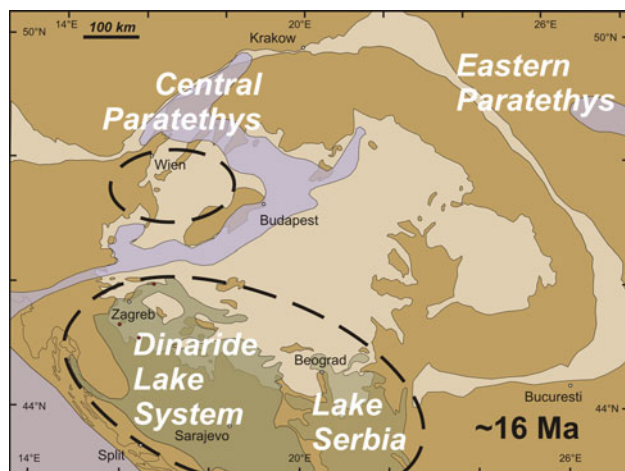 14°E
20°E
26°E
50°N
50°N
100 km
Krakow
Central
Paratethys
Eastern
Paratethys
Wien
Budapest
Zagreb
Dinaride
Lake
System
Beograd
Lake
Serbia
Bucuresti
44°N
44°N
Sarajevo
Split
~16 Ma
14°E
20°E
26°E